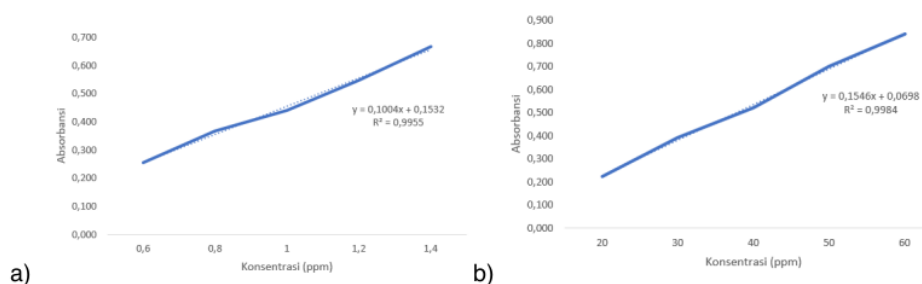 a)
Absorbansi
0,700
0,600
0,500
0,400
0,300
0,200
0,100
0,000
y = 0,1004x + 0,1532
R² = 0,9955
0,6 0,8 1 1,2 1,4
Konsentrasi (ppm)
b)
Absorbansi
0,900
0,800
0,700
0,600
0,500
0,400
0,300
0,200
0,100
0,000
y = 0,1546x + 0,0698
R² = 0,9984
20 30 40 50 60
Konsentrasi (ppm)